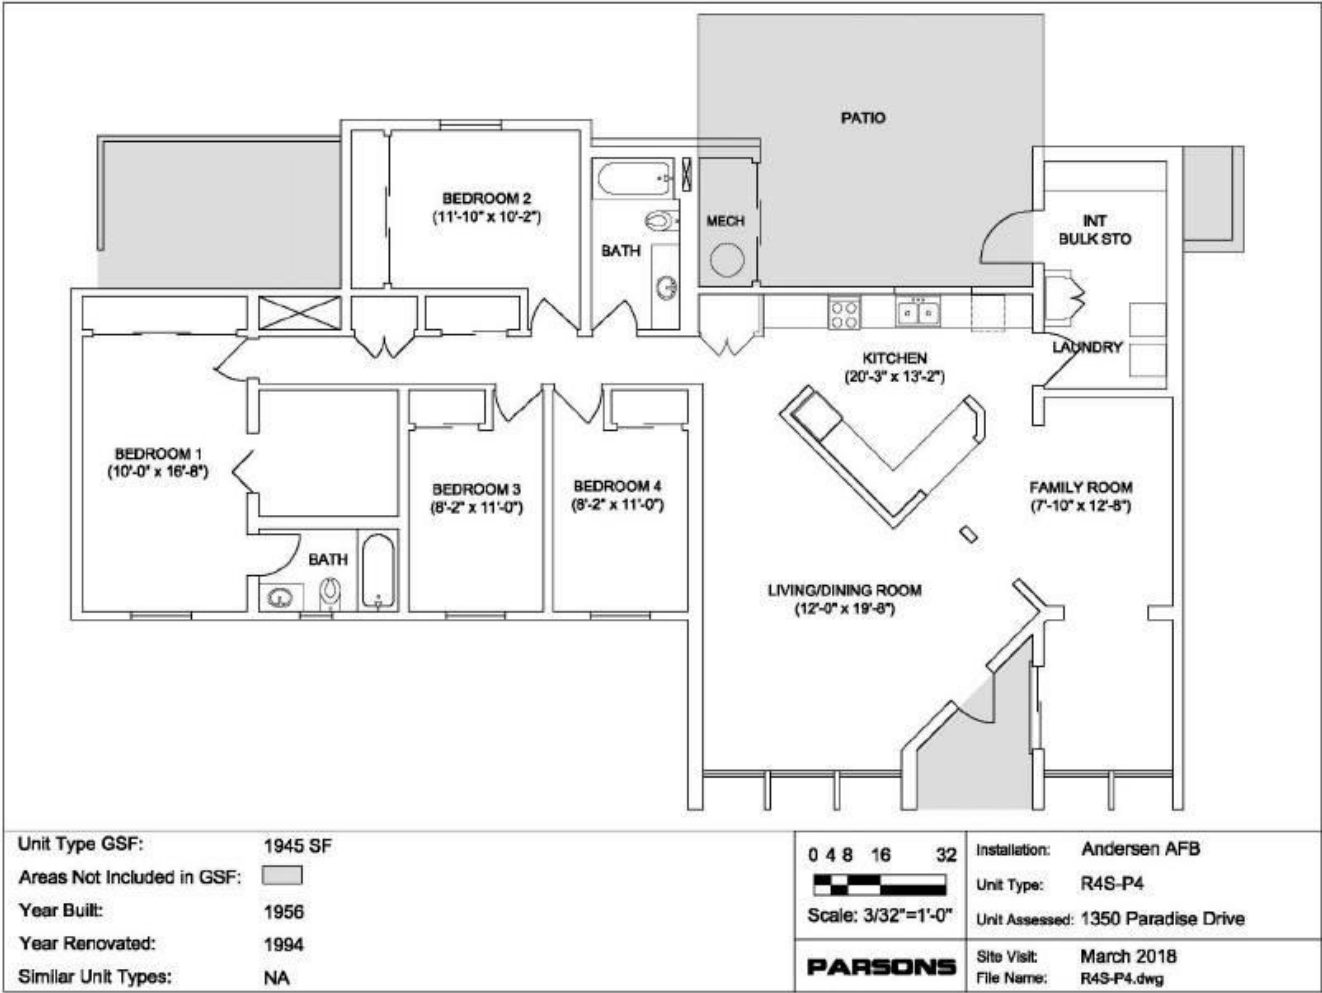 PATIO
BEDROOM 2
(11'-10" x 10'-2")
MECH
INT
BULK STO
BATH
LAUNDRY
KITCHEN
(20'-3" x 13'-2")
BEDROOM 1
(10'-0" x 16'-8")
BEDROOM 3
(8'-2" x 11'-0")
BEDROOM 4
(8'-2" x 11'-0")
FAMILY ROOM
(7'-10" x 12'-8")
BATH
LIVING/DINING ROOM
(12'-0" x 19'-8")
Unit Type GSF: 1945 SF
Areas Not Included in GSF:
Year Built: 1956
Year Renovated: 1994
Similar Unit Types: NA
0 4 8 16 32
Scale: 3/32"=1'-0"
PARSONS
Installation: Andersen AFB
Unit Type: R4S-P4
Unit Assessed: 1350 Paradise Drive
Site Visit: March 2018
File Name: R4S-P4.dwg